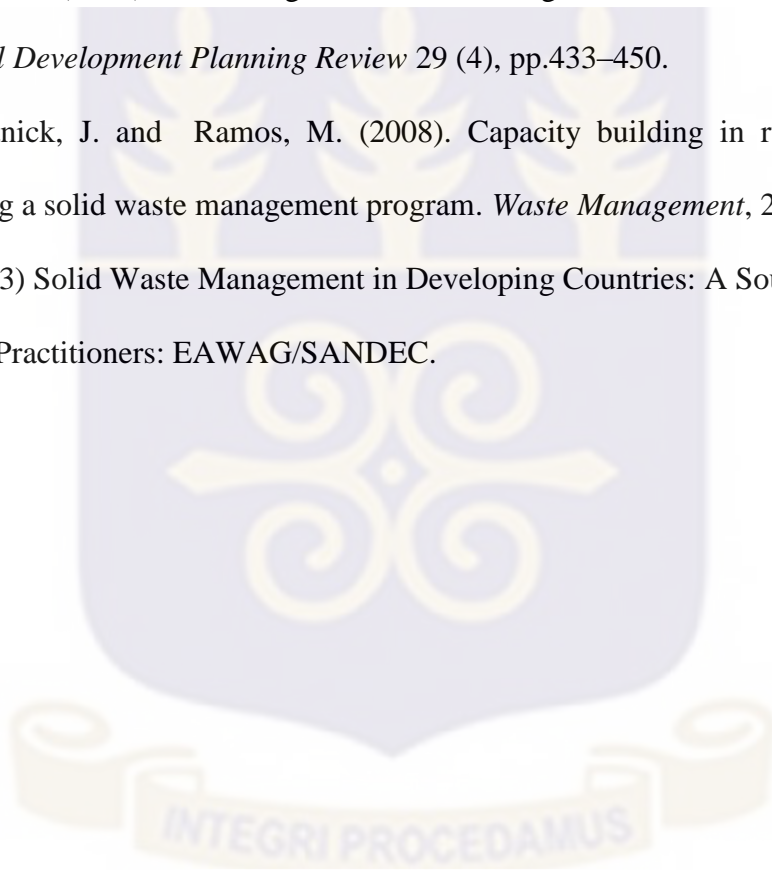 l Development Planning Review 29 (4), pp.433–450.
nick, J. and Ramos, M. (2008). Capacity building in r
g a solid waste management program. Waste Management, 2
3) Solid Waste Management in Developing Countries: A Sou
Practitioners: EAWAG/SANDEC.
INTEGRI PROCEDAMUS